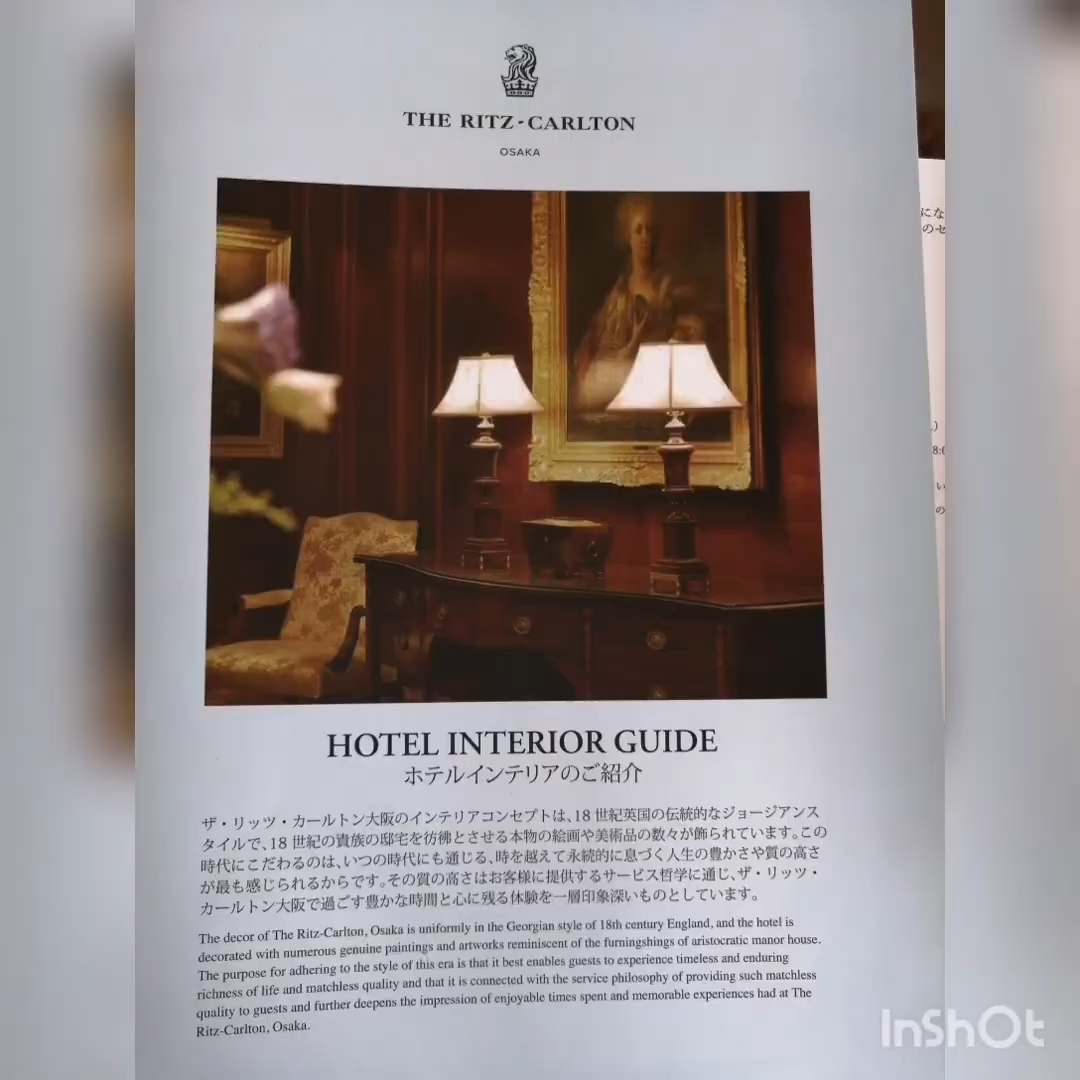 THE RITZ-CARLTON
OSAKA
HOTEL INTERIOR GUIDE
ホテルインテリアのご紹介
ザ・リッツ・カールトン大阪のインテリアコンセプトは、18 世紀英国の伝統的なジョージアンス
タイルで、18 世紀の貴族の邸宅を彷彿とさせる本物の絵画や美術品の数々が飾られています。この
時代にこだわるのは、いつの時代にも通じる、時を越えて永続的に息づく人生の豊かさや質の高さ
が最も感じられるからです。その質の高さはお客様に提供するサービス哲学に通じ、ザ・リッツ・
カールトン大阪で過ごす豊かな時間と心に残る体験を一層印象深いものとしています。
The decor of The Ritz-Carlton, Osaka is uniformly in the Georgian style of 18th century England, and the hotel is
decorated with numerous genuine paintings and artworks reminiscent of the furningshings of aristocratic manor house.
The purpose for adhering to the style of this era is that it best enables guests to experience timeless and enduring
richness of life and matchless quality and that it is connected with the service philosophy of providing such matchless
quality to guests and further deepens the impression of enjoyable times spent and memorable experiences had at The
Ritz-Carlton, Osaka.
にな
のセ
い
の
InShOt